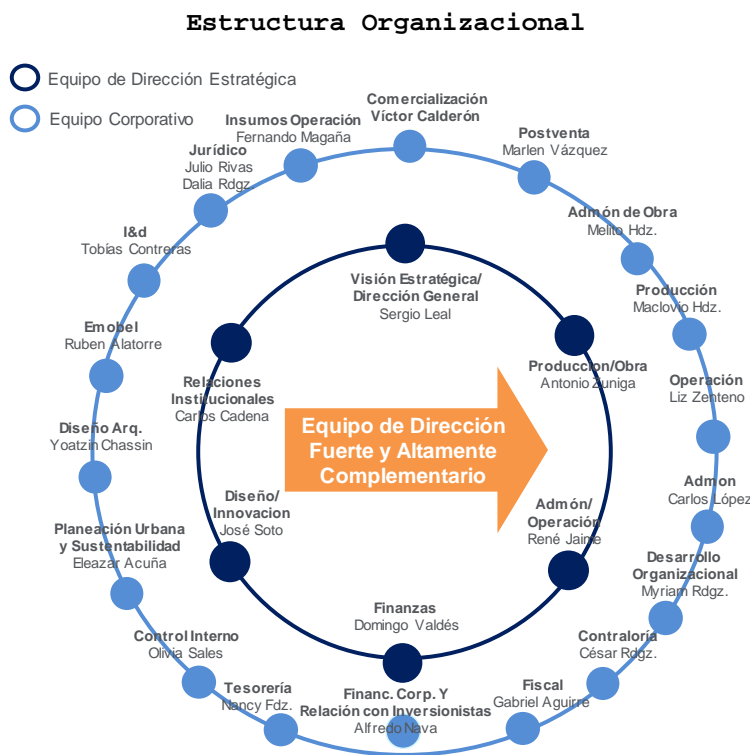 Estructura Organizacional
Equipo de Dirección Estratégica
Equipo Corporativo
Comercialización
Víctor Calderón
Insumos Operación
Fernando Magaña
Postventa
Marlen Vázquez
Jurídico
Julio Rivas
Dalia Rdgz.
Admón de Obra
Melito Hdz.
I&d
Tobías Contreras
Producción
Maclovio Hdz.
Emobel
Ruben Alatorre
Operación
Liz Zenteno
Diseño Arq.
Yoatzin Chassin
Admon
Carlos López
Planeación Urbana
y Sustentabilidad
Eleazar Acuña
Desarrollo
Organizacional
Myriam Rdgz.
Control Interno
Olivia Sales
Contraloría
César Rdgz.
Tesorería
Nancy Fdz.
Fiscal
Gabriel Aguirre
Financ. Corp. Y
Relación con Inversionistas
Alfredo Nava
Visión Estratégica/
Dirección General
Sergio Leal
Relaciones
Institucionales
Carlos Cadena
Produccion/Obra
Antonio Zuniga
Equipo de Dirección
Fuerte y Altamente
Complementario
Diseño/
Innovacion
José Soto
Admón/
Operación
René Jaime
Finanzas
Domingo Valdés